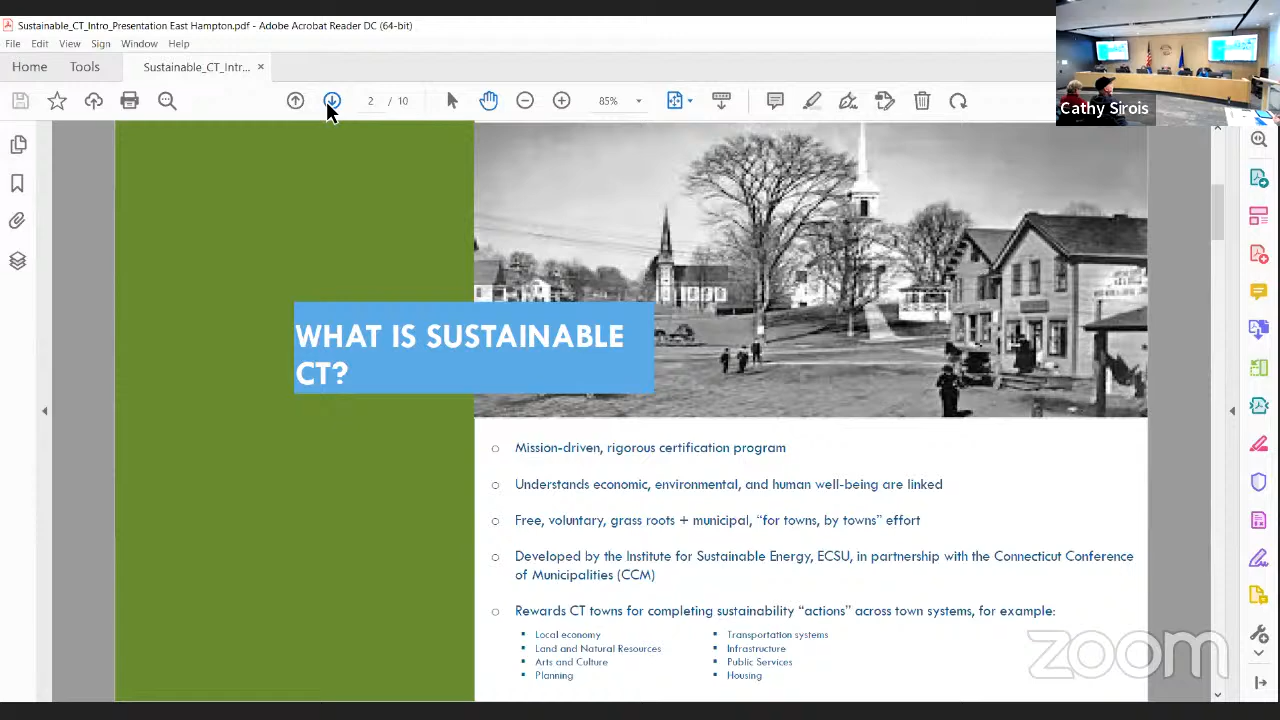 Sustainable_CT_Intro_Presentation East Hampton.pdf - Adobe Acrobat Reader DC (64-bit)
File Edit View Sign Window Help
Home Tools Sustainable_CT_Intr... ×
2 / 10 85%
Cathy Sirois
WHAT IS SUSTAINABLE
CT?
Mission-driven, rigorous certification program
Understands economic, environmental, and human well-being are linked
Free, voluntary, grass roots + municipal, “for towns, by towns” effort
Developed by the Institute for Sustainable Energy, ECSU, in partnership with the Connecticut Conference
of Municipalities (CCM)
Rewards CT towns for completing sustainability “actions” across town systems, for example:
Local economy
Land and Natural Resources
Arts and Culture
Planning
Transportation systems
Infrastructure
Public Services
Housing
zoom